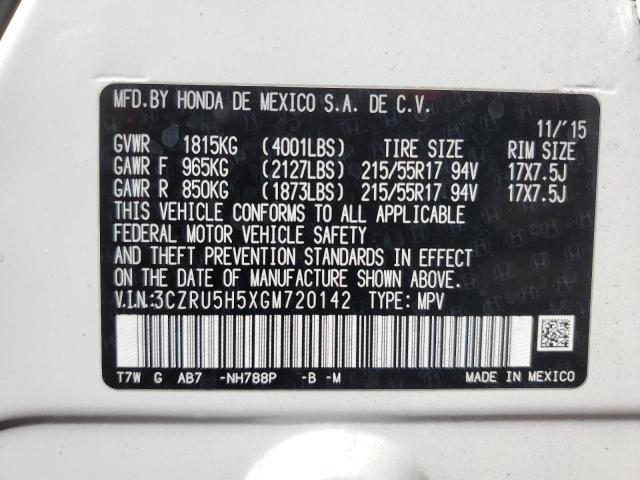 MFD.BY HONDA DE MEXICO S.A. DE C.V.
11/'15
GVWR 1815KG (4001LBS) TIRE SIZE RIM SIZE
GAWR F 965KG (2127LBS) 215/55R17 94V 17X7.5J
GAWR R 850KG (1873LBS) 215/55R17 94V 17X7.5J
THIS VEHICLE CONFORMS TO ALL APPLICABLE
FEDERAL MOTOR VEHICLE SAFETY
AND THEFT PREVENTION STANDARDS IN EFFECT
ON THE DATE OF MANUFACTURE SHOWN ABOVE.
V.I.N:3CZRU5H5XGM720142 TYPE: MPV
T7W G AB7 -NH788P -B -M MADE IN MEXICO